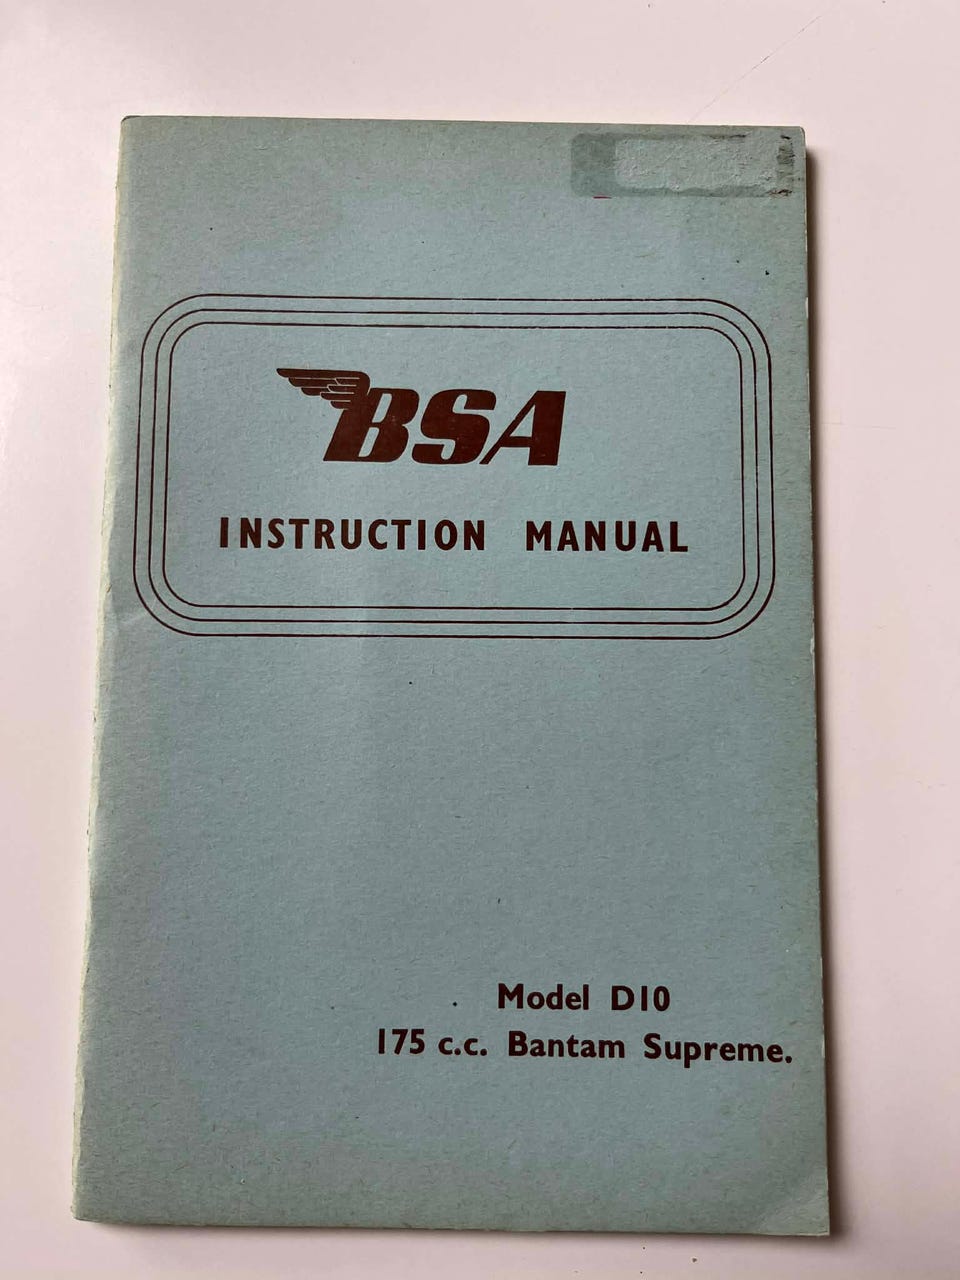 BSA
INSTRUCTION MANUAL
Model D10
175 c.c. Bantam Supreme.